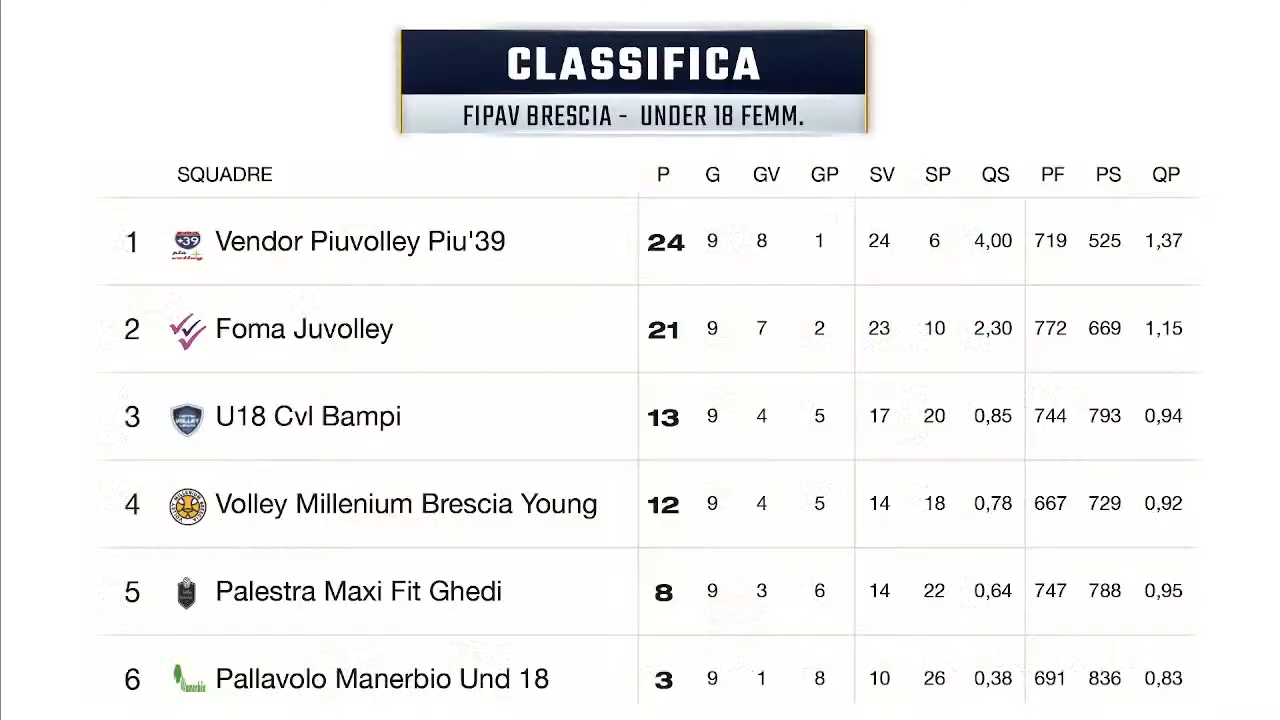 CLASSIFICA
FIPAV BRESCIA - UNDER 18 FEMM.
SQUADRE P G GV GP SV SP QS PF PS QP
1 +39 Vendor Piuvolley Piu'39 24 9 8 1 24 6 4,00 719 525 1,37
2 Foma Juvolley 21 9 7 2 23 10 2,30 772 669 1,15
3 VOLLEY U18 Cvl Bampi 13 9 4 5 17 20 0,85 744 793 0,94
4 Volley Millenium Brescia Young 12 9 4 5 14 18 0,78 667 729 0,92
5 Palestra Maxi Fit Ghedi 8 9 3 6 14 22 0,64 747 788 0,95
6 Pallavolo Manerbio Und 18 3 9 1 8 10 26 0,38 691 836 0,83